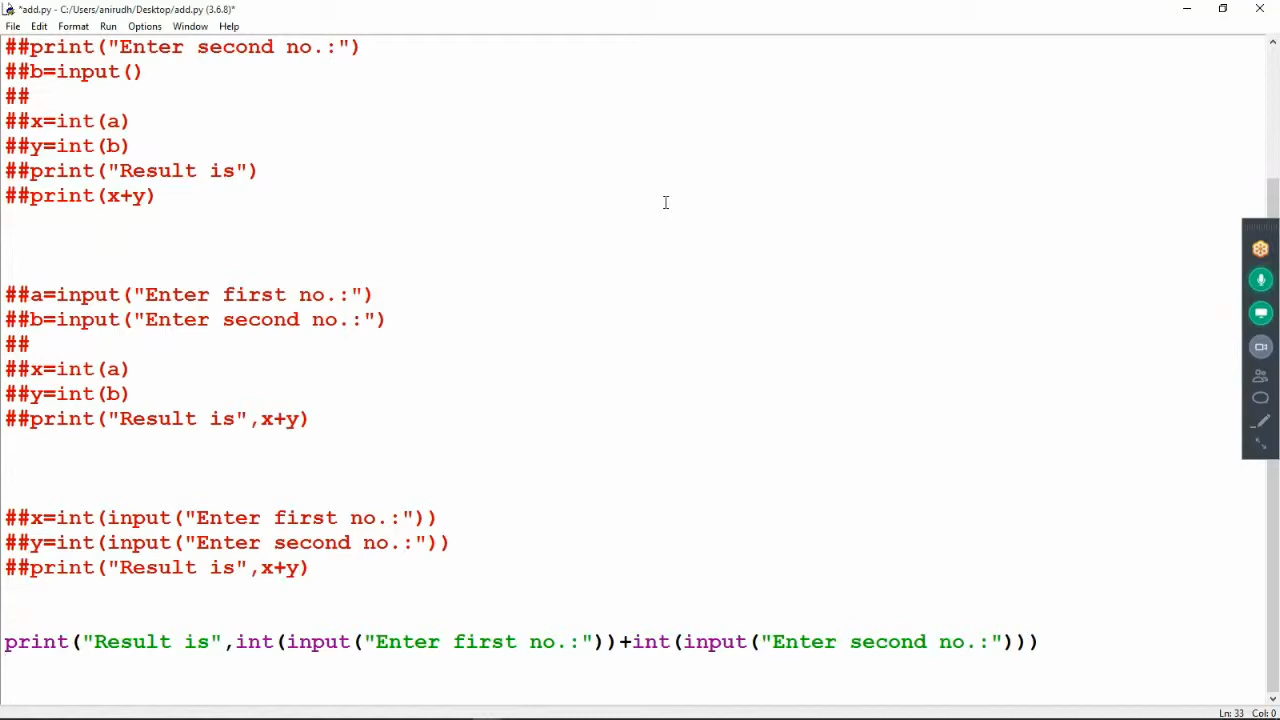 *add.py - C:/Users/anirudh/Desktop/add.py (3.6.8)*
File Edit Format Run Options Window Help
##print("Enter second no.:")
##b=input()
##
##x=int(a)
##y=int(b)
##print("Result is")
##print(x+y)
##a=input("Enter first no.:")
##b=input("Enter second no.:")
##
##x=int(a)
##y=int(b)
##print("Result is",x+y)
##x=int(input("Enter first no.:"))
##y=int(input("Enter second no.:"))
##print("Result is",x+y)
print("Result is",int(input("Enter first no.:"))+int(input("Enter second no.:")))
Ln: 33 Col: 0